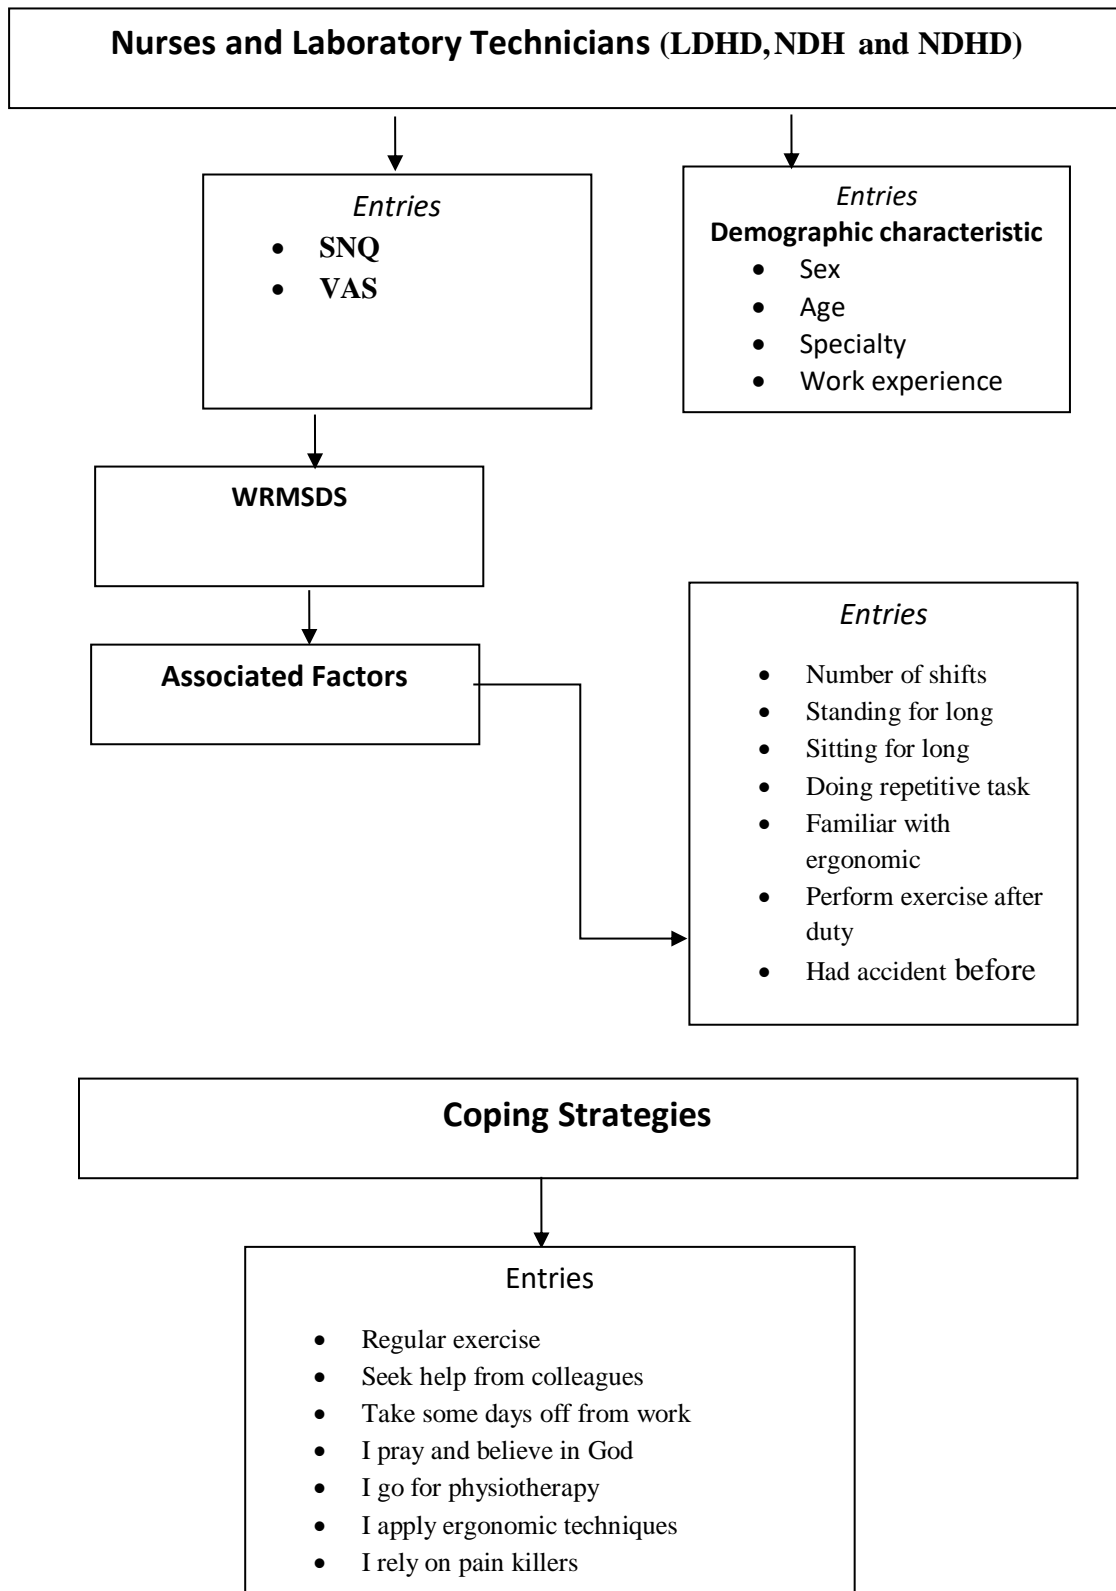 Nurses and Laboratory Technicians (LDHD, NDH and NDHD)
Entries
• SNQ
• VAS
Entries
Demographic characteristic
• Sex
• Age
• Specialty
• Work experience
WRMSDS
Associated Factors
Entries
• Number of shifts
• Standing for long
• Sitting for long
• Doing repetitive task
• Familiar with
ergonomic
• Perform exercise after
duty
• Had accident before
Coping Strategies
Entries
• Regular exercise
• Seek help from colleagues
• Take some days off from work
• I pray and believe in God
• I go for physiotherapy
• I apply ergonomic techniques
• I rely on pain killers